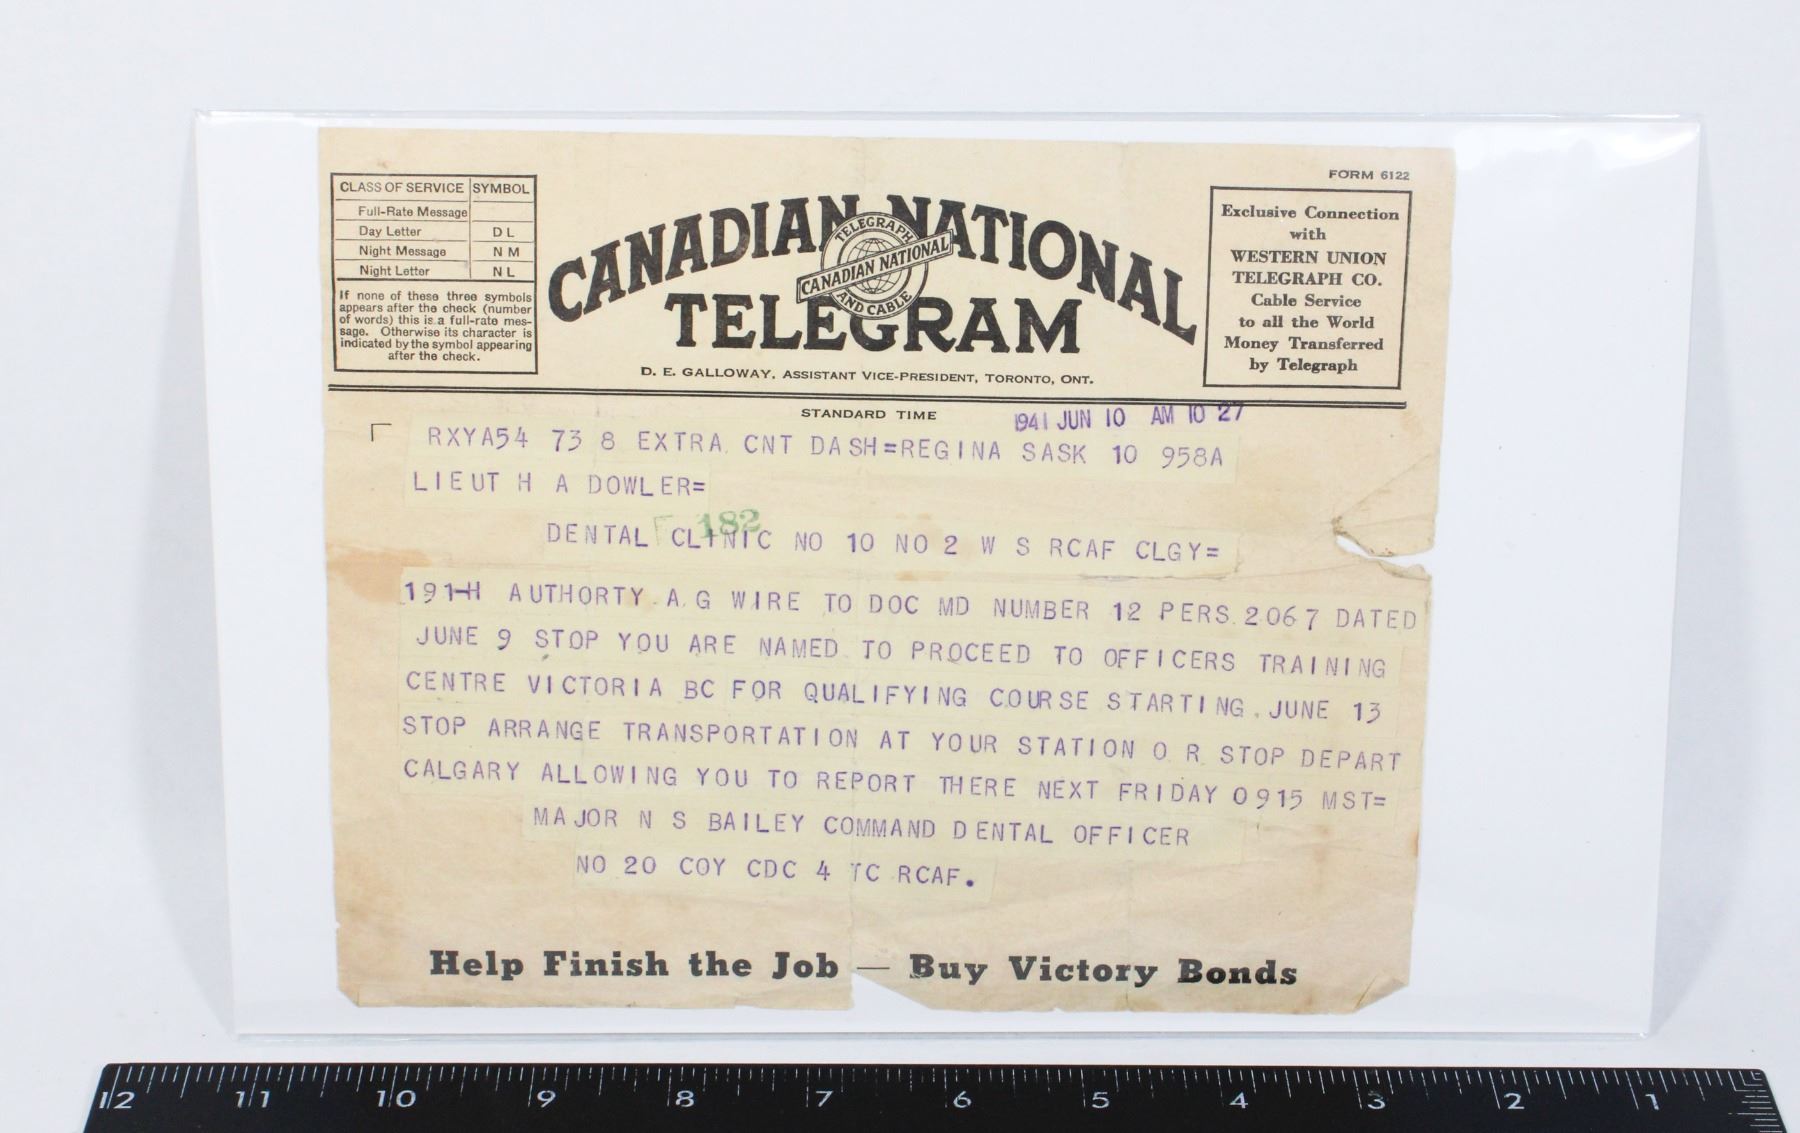 FORM 6122
CLASS OF SERVICE SYMBOL
Full-Rate Message
Day Letter D L
Night Message N M
Night Letter N L
If none of these three symbols
appears after the check (number
of words) this is a full-rate mes-
sage. Otherwise its character is
indicated by the symbol appearing
after the check.
CANADIAN NATIONAL
TELEGRAM
TELEGRAPH
CANADIAN NATIONAL
AND CABLE
D. E. GALLOWAY, ASSISTANT VICE-PRESIDENT, TORONTO, ONT.
Exclusive Connection
with
WESTERN UNION
TELEGRAPH CO.
Cable Service
to all the World
Money Transferred
by Telegraph
STANDARD TIME
1941 JUN 10 AM 10 27
RXYA54 73 8 EXTRA CNT DASH=REGINA SASK 10 958A
LIEUT H A DOWLER=
182
DENTAL CLINIC NO 10 NO 2 W S RCAF CLGY=
191-H AUTHORTY A G WIRE TO DOC MD NUMBER 12 PERS 2067 DATED
JUNE 9 STOP YOU ARE NAMED TO PROCEED TO OFFICERS TRAINING
CENTRE VICTORIA BC FOR QUALIFYING COURSE STARTING JUNE 13
STOP ARRANGE TRANSPORTATION AT YOUR STATION O R STOP DEPART
CALGARY ALLOWING YOU TO REPORT THERE NEXT FRIDAY 0915 MST=
MAJOR N S BAILEY COMMAND DENTAL OFFICER
NO 20 COY CDC 4 TC RCAF.
Help Finish the Job — Buy Victory Bonds
12 11 10 9 8 7 6 5 4 3 2 1